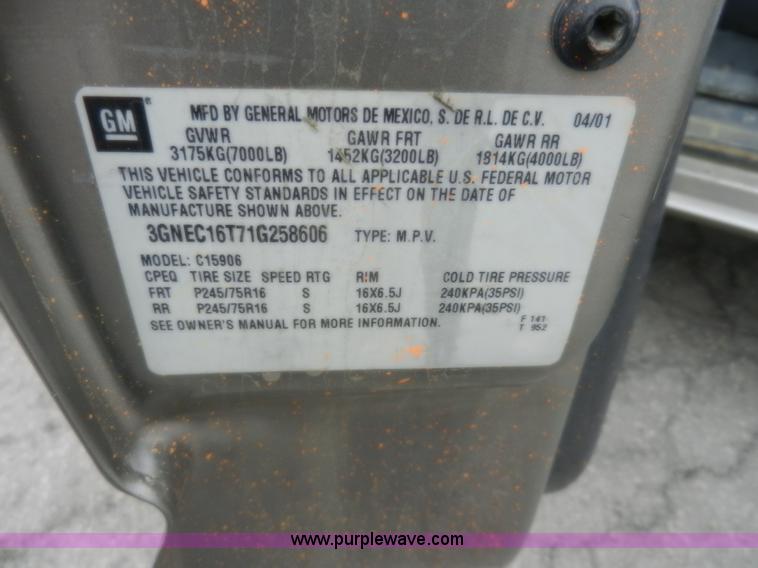 GM ® MFD BY GENERAL MOTORS DE MEXICO, S. DE R.L. DE C.V. 04/01
GVWR GAWR FRT GAWR RR
3175KG(7000LB) 1452KG(3200LB) 1814KG(4000LB)
THIS VEHICLE CONFORMS TO ALL APPLICABLE U.S. FEDERAL MOTOR
VEHICLE SAFETY STANDARDS IN EFFECT ON THE DATE OF
MANUFACTURE SHOWN ABOVE.
3GNEC16T71G258606 TYPE: M.P.V.
MODEL: C15906
CPEQ TIRE SIZE SPEED RTG RIM COLD TIRE PRESSURE
FRT P245/75R16 S 16X6.5J 240KPA(35PSI)
RR P245/75R16 S 16X6.5J 240KPA(35PSI)
SEE OWNER'S MANUAL FOR MORE INFORMATION.
F 141
T 952
www.purplewave.com